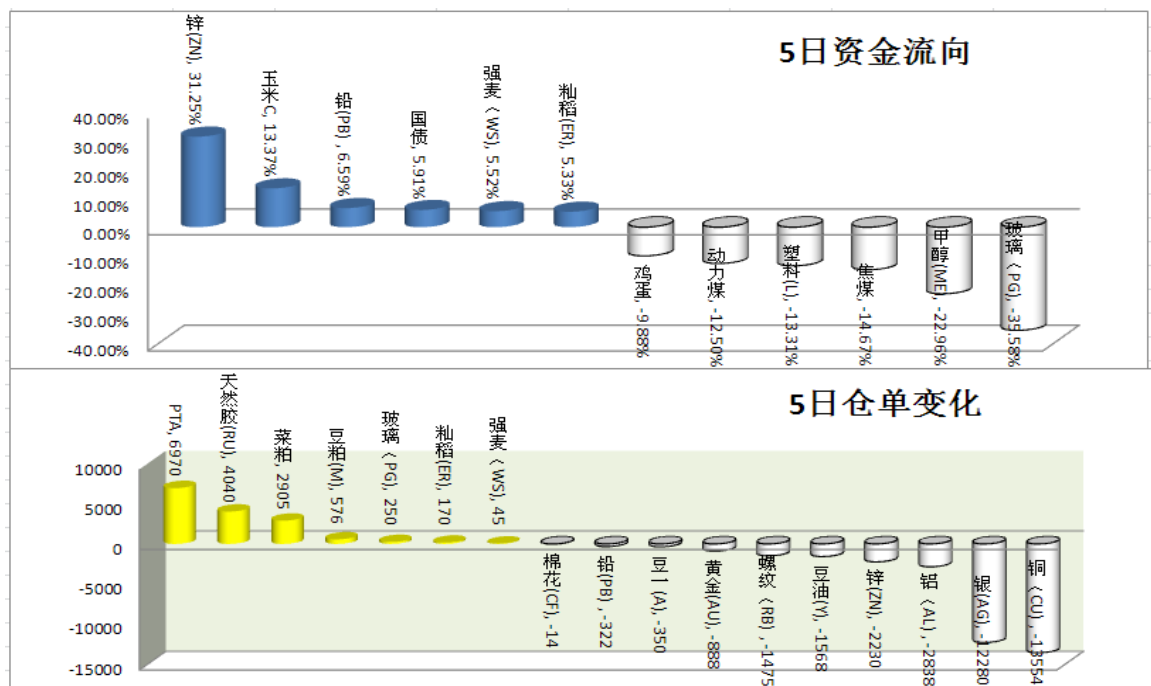 5日资金流向
40.00%
30.00%
20.00%
10.00%
0.00%
-10.00%
-20.00%
-30.00%
-40.00%
锌(ZN), 31.25%
玉米C, 13.37%
铅(PB) , 6.59%
国债, 5.91%
强麦〈WS), 5.52%
籼稻(ER), 5.33%
鸡蛋, -9.88%
动力煤, -12.50%
塑料(L), -13.31%
焦煤, -14.67%
甲醇(ME), -22.96%
玻璃〈PG), -35.58%
5日仓单变化
10000
5000
0
-5000
-10000
-15000
PTA, 6970
天然胶(RU), 4040
菜粕, 2905
豆粕(M), 576
玻璃〈PG), 250
籼稻(ER), 170
强麦〈WS), 45
棉花(CF), -14
铅(PB) , -322
豆一(A), -350
黄金(AU), -888
螺纹〈RB) , -1475
豆油(Y), -1568
锌(ZN), -2230
铝〈AL), -2838
银(AG), -12280
铜〈CU), -13554